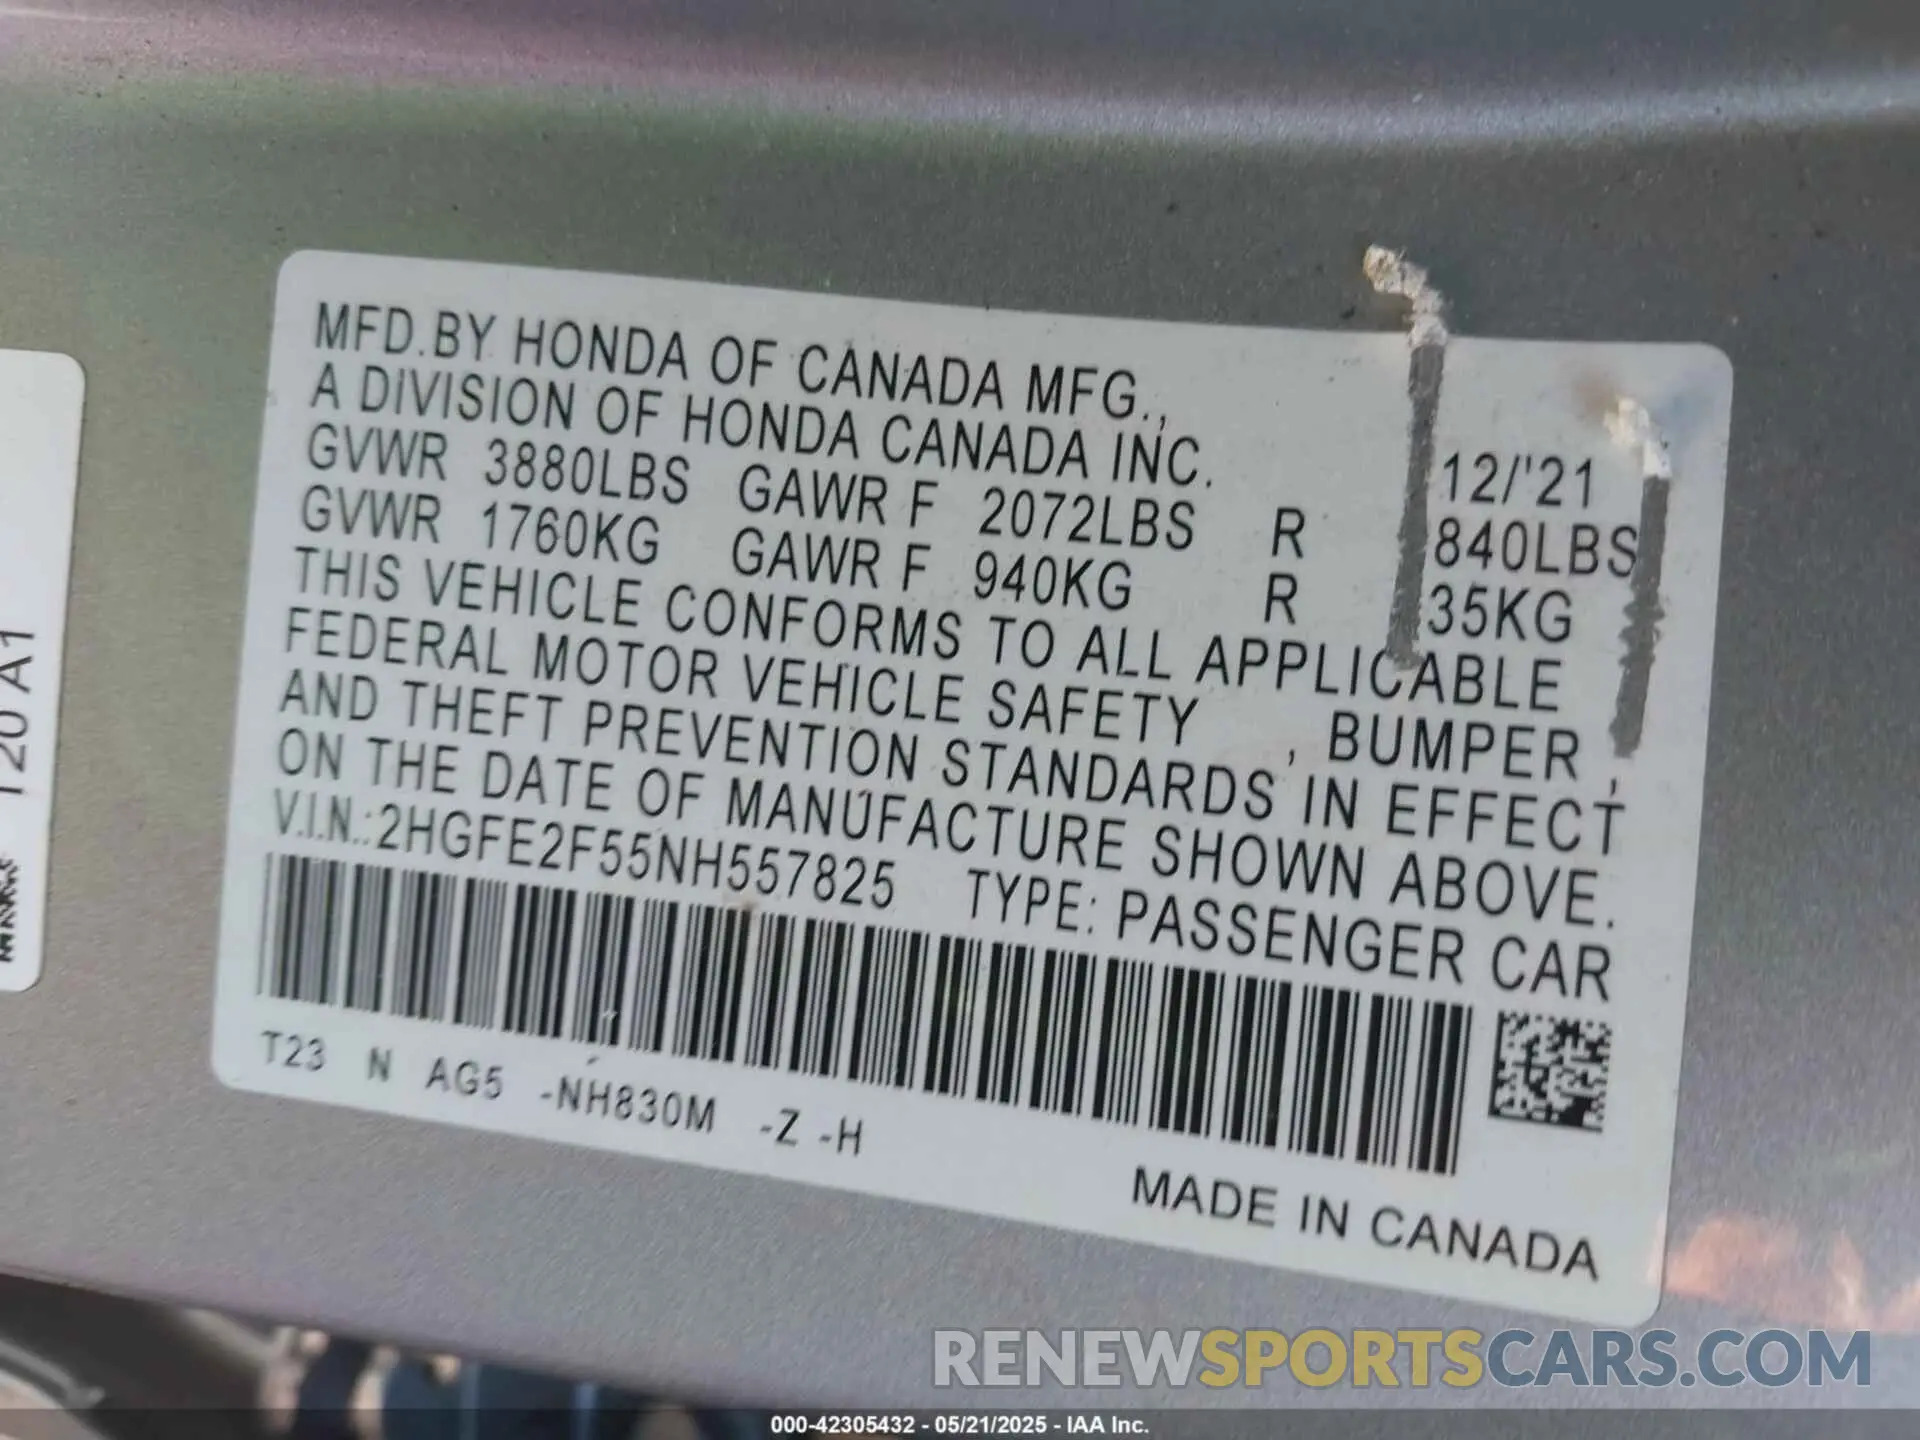 MFD.BY HONDA OF CANADA MFG.,
A DIVISION OF HONDA CANADA INC. 12/'21
GVWR 3880LBS GAWR F 2072LBS R 840LBS
GVWR 1760KG GAWR F 940KG R 35KG
THIS VEHICLE CONFORMS TO ALL APPLICABLE
FEDERAL MOTOR VEHICLE SAFETY , BUMPER ,
AND THEFT PREVENTION STANDARDS IN EFFECT
ON THE DATE OF MANUFACTURE SHOWN ABOVE.
V.I.N.:2HGFE2F55NH557825 TYPE: PASSENGER CAR
T23 N AG5 -NH830M -Z -H
MADE IN CANADA
120 A1
RENEWSPORTSCARS.COM
000-42305432 - 05/21/2025 - IAA Inc.